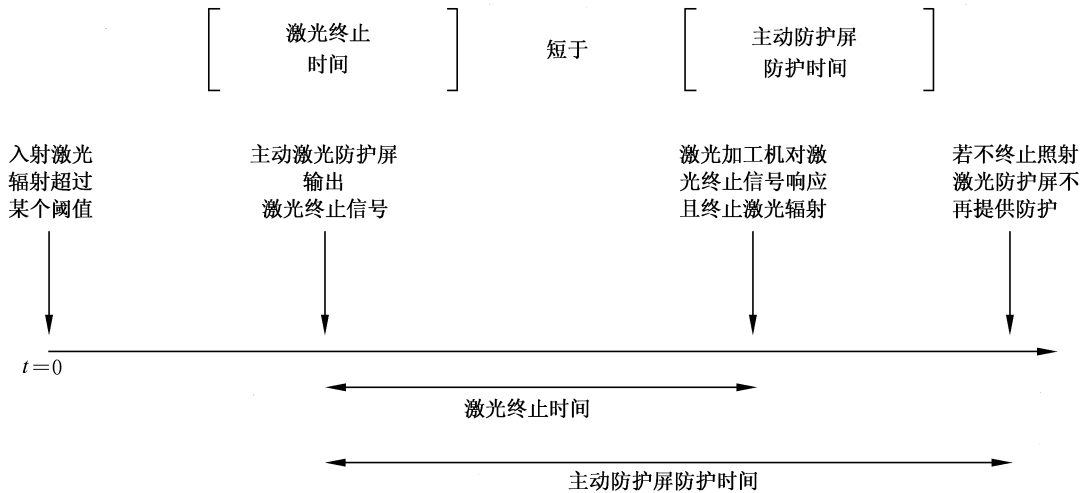 激光终止
时间
短于
主动防护屏
防护时间
入射激光
辐射超过
某个阈值
主动激光防护屏
输出
激光终止信号
激光加工机对激
光终止信号响应
且终止激光辐射
若不终止照射
激光防护屏不
再提供防护
t=0
激光终止时间
主动防护屏防护时间